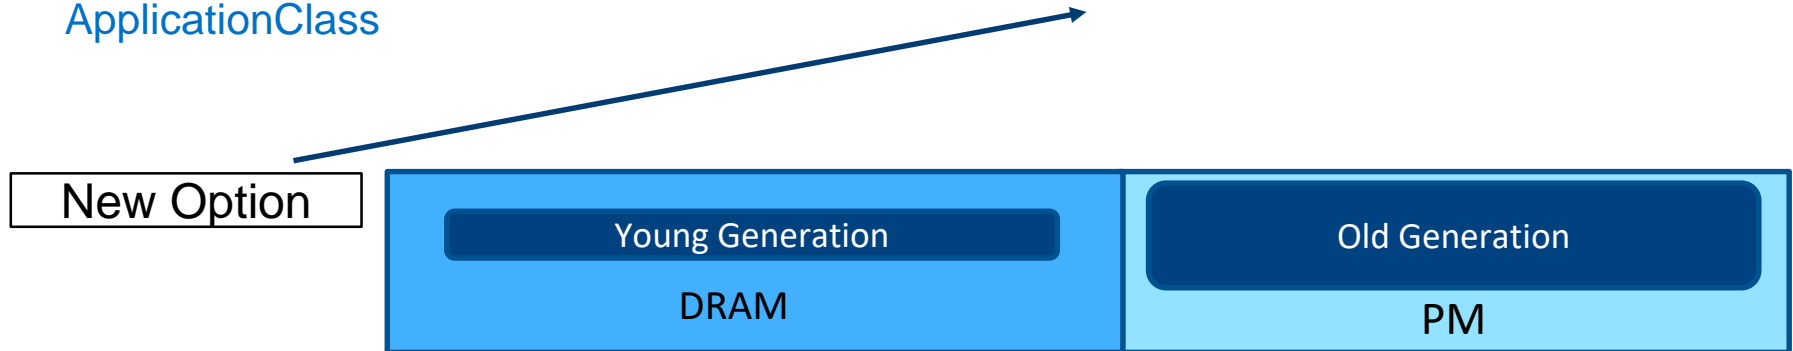 ApplicationClass
New Option
Young Generation
Old Generation
DRAM
PM